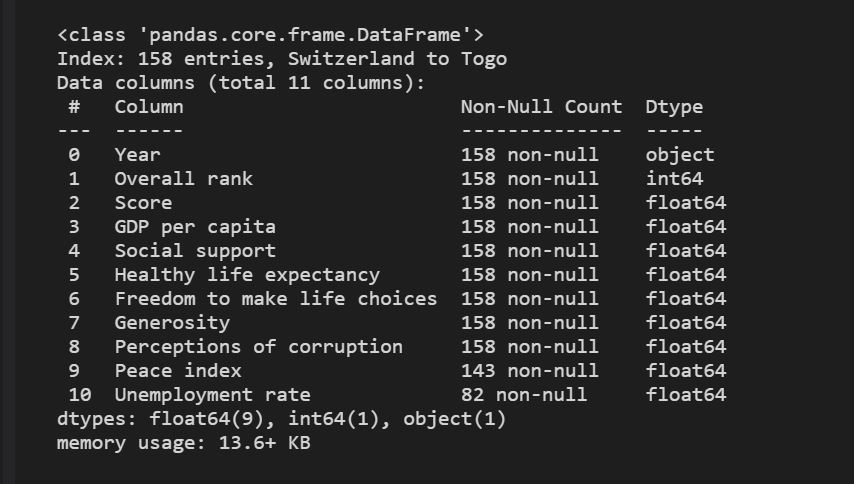 <class 'pandas.core.frame.DataFrame'>
Index: 158 entries, Switzerland to Togo
Data columns (total 11 columns):
 #   Column                        Non-Null Count  Dtype
---  ------                        --------------  -----
 0   Year                          158 non-null    object
 1   Overall rank                  158 non-null    int64
 2   Score                         158 non-null    float64
 3   GDP per capita                158 non-null    float64
 4   Social support                158 non-null    float64
 5   Healthy life expectancy       158 non-null    float64
 6   Freedom to make life choices  158 non-null    float64
 7   Generosity                    158 non-null    float64
 8   Perceptions of corruption     158 non-null    float64
 9   Peace index                   143 non-null    float64
 10  Unemployment rate             82 non-null     float64
dtypes: float64(9), int64(1), object(1)
memory usage: 13.6+ KB